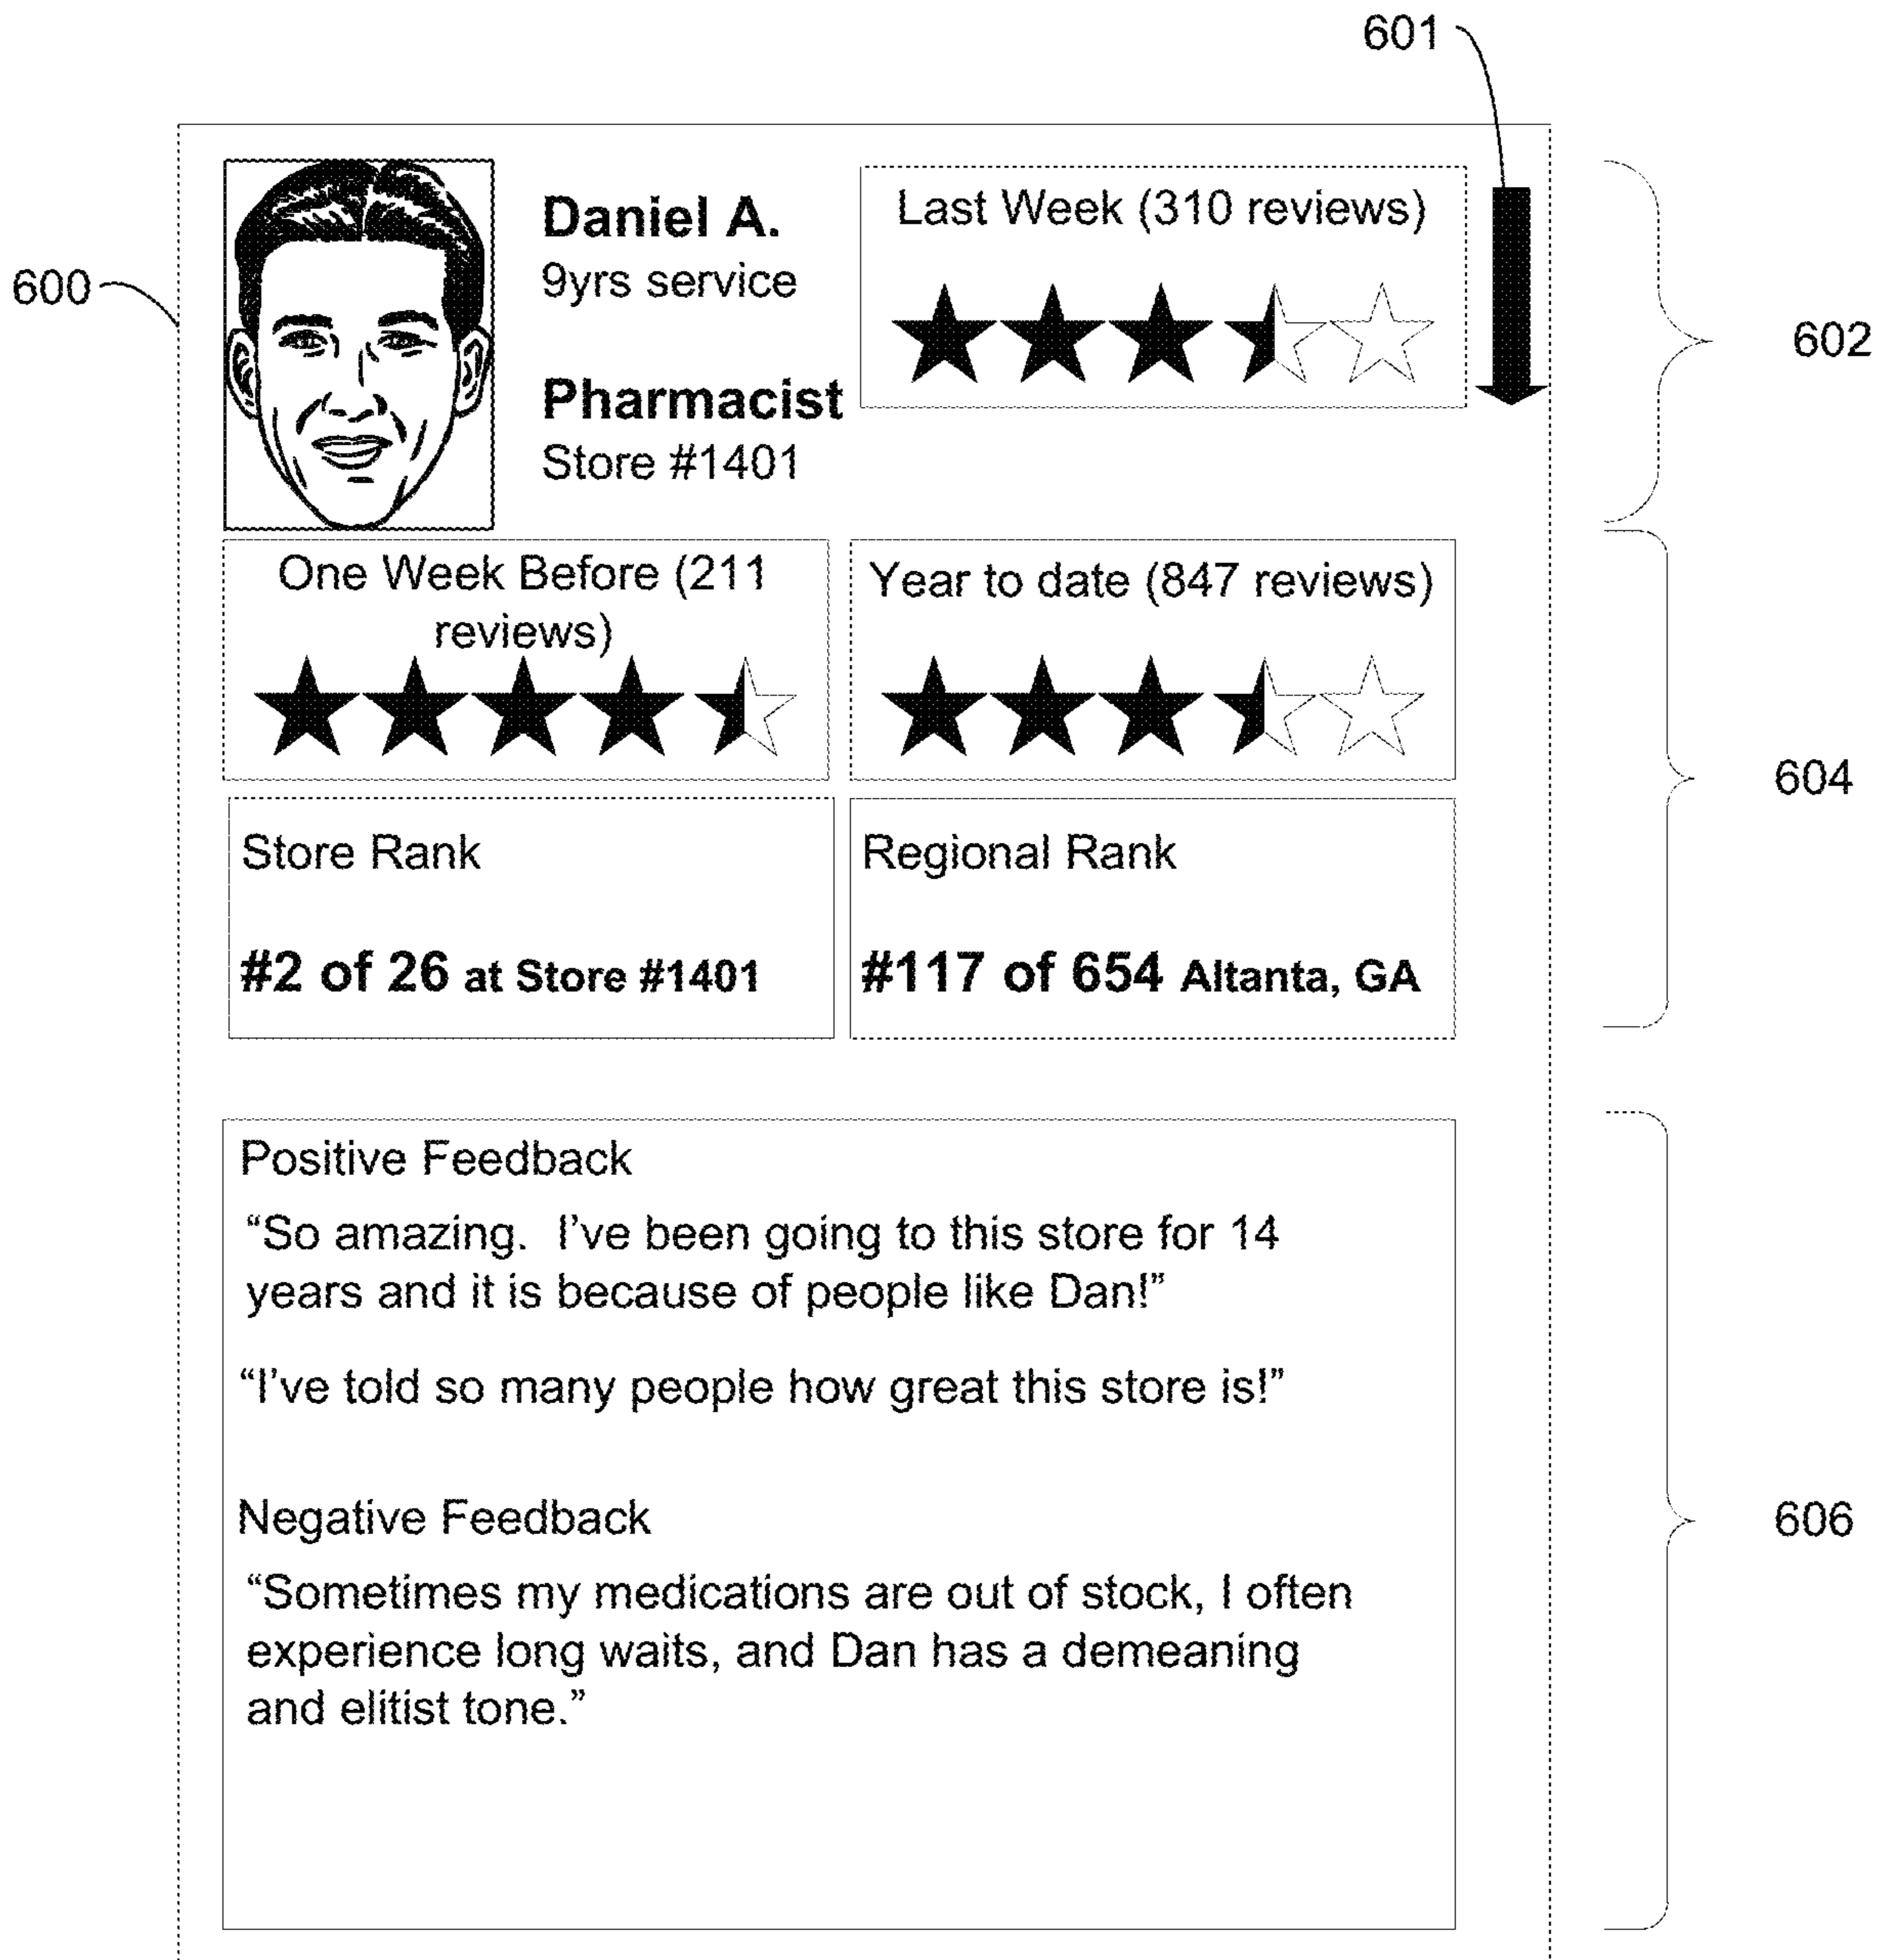 601
600
Daniel A.
9yrs service
Pharmacist
Store #1401
Last Week (310 reviews)
602
One Week Before (211
reviews)
Year to date (847 reviews)
604
Store Rank
#2 of 26 at Store #1401
Regional Rank
#117 of 654 Altanta, GA
Positive Feedback
“So amazing.  I’ve been going to this store for 14
years and it is because of people like Dan!”
“I’ve told so many people how great this store is!”
Negative Feedback
606
“Sometimes my medications are out of stock, I often
experience long waits, and Dan has a demeaning
and elitist tone.”